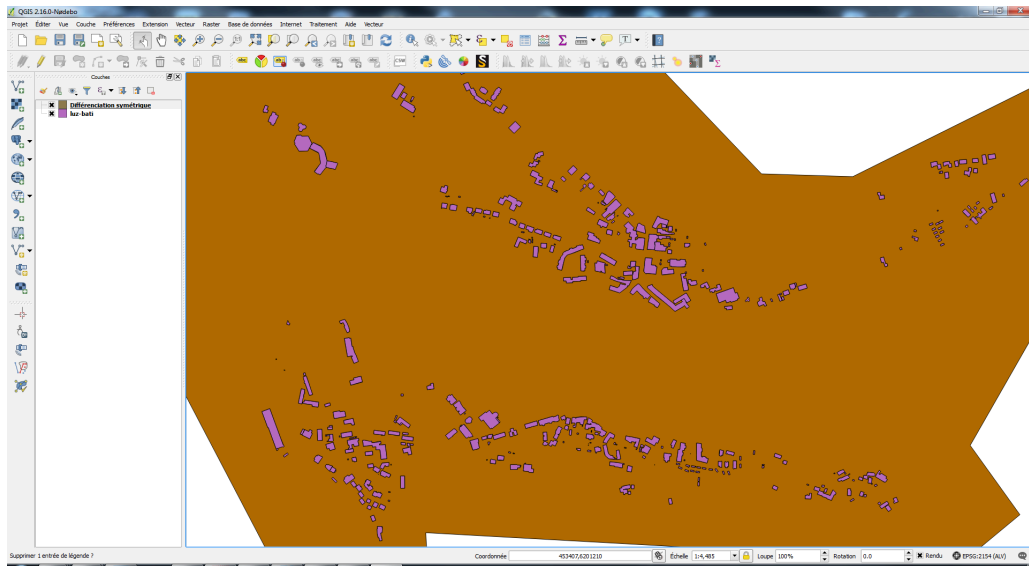 QGIS 2.16.0-Nødebo
Projet Éditer Vue Couche Préférences Extension Vecteur Raster Base de données Internet Traitement Aide Vecteur
Couches
Différenciation symétrique
luz-bati
Supprimer 1 entrée de légende ?
Coordonnée 453407,6201210 Échelle 1:4,485 Loupe 100% Rotation 0.0 Rendu EPSG:2154 (ALV)